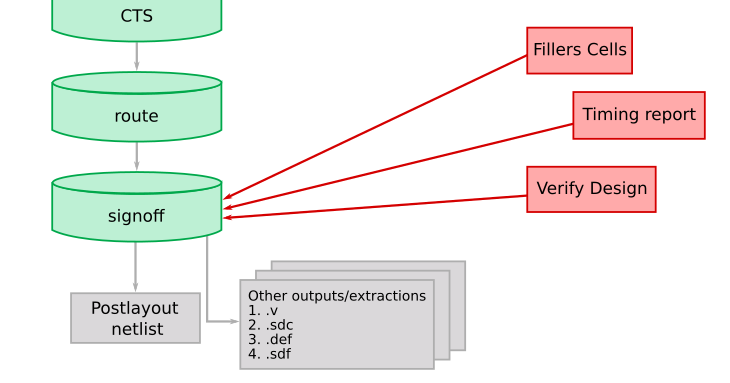 CTS
Fillers Cells
route
Timing report
Verify Design
signoff
Postlayout
netlist
Other outputs/extractions
1. .v
2. .sdc
3. .def
4. .sdf